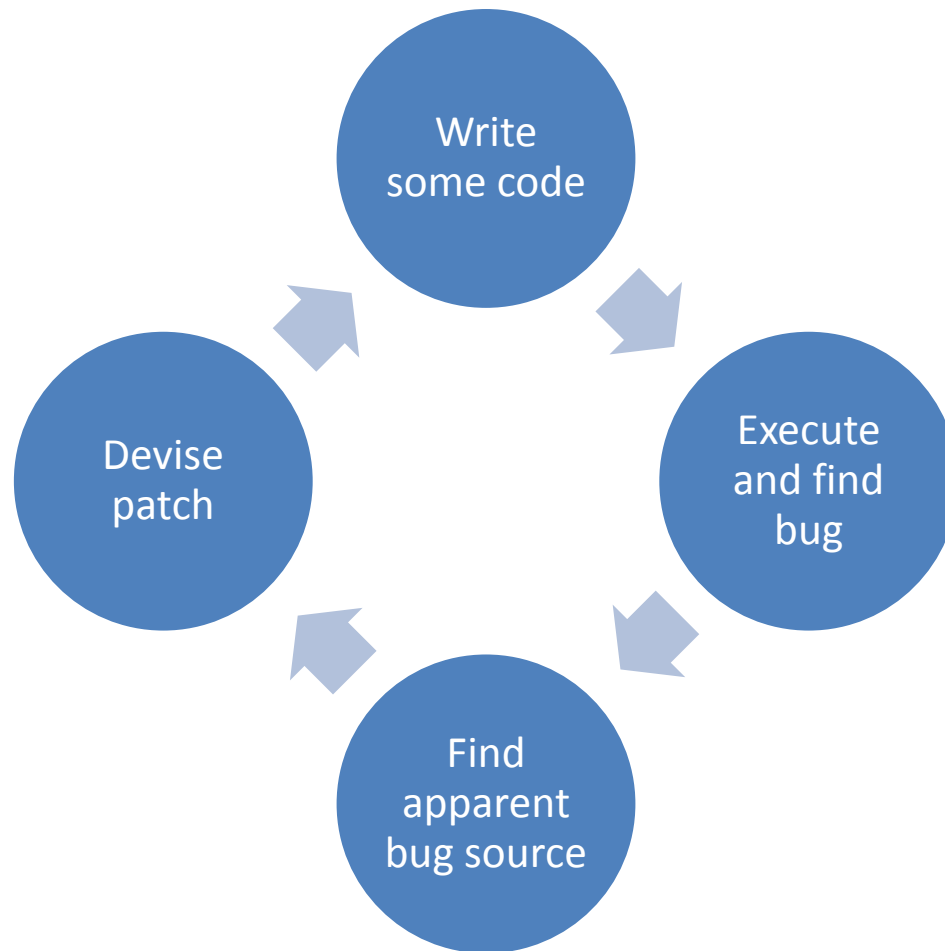 Write
some code
Execute
and find
bug
Devise
patch
Find
apparent
bug source